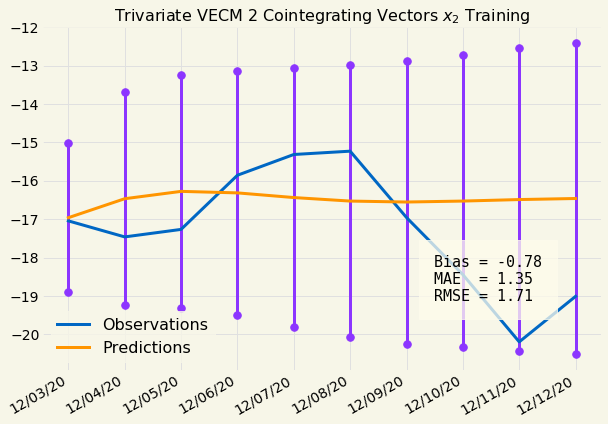 Trivariate VECM 2 Cointegrating Vectors x₂ Training
−12
−13
−14
−15
−16
−17
−18
−19
−20
Bias = -0.78
MAE  = 1.35
RMSE = 1.71
Observations
Predictions
12/03/20 12/04/20 12/05/20 12/06/20 12/07/20 12/08/20 12/09/20 12/10/20 12/11/20 12/12/20